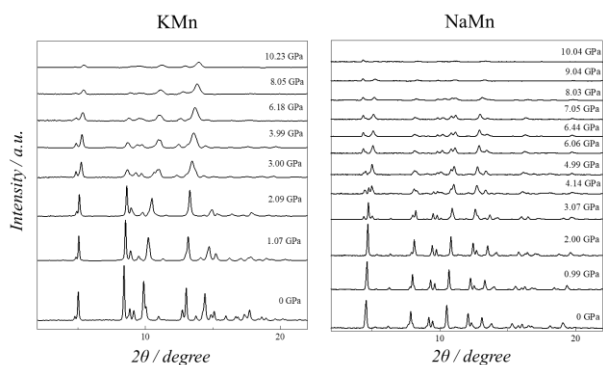 KMn
NaMn
Intensity / a.u.
10.23 GPa
8.05 GPa
6.18 GPa
3.99 GPa
3.00 GPa
2.09 GPa
1.07 GPa
0 GPa
10
20
2θ / degree
10.04 GPa
9.04 GPa
8.03 GPa
7.05 GPa
6.44 GPa
6.06 GPa
4.99 GPa
4.14 GPa
3.07 GPa
2.00 GPa
0.99 GPa
0 GPa
10
20
2θ / degree